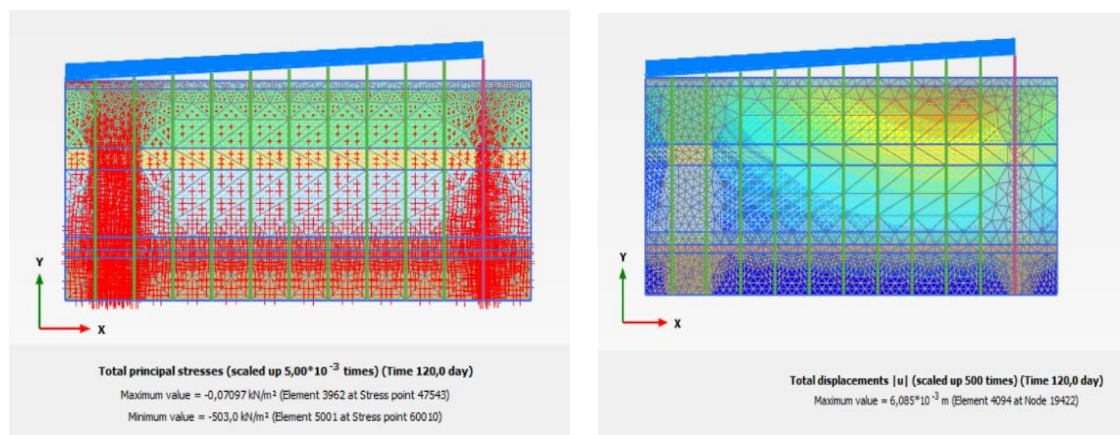 Y
X
Total principal stresses (scaled up 5,00*10 -3 times) (Time 120,0 day)
Maximum value = -0,07097 kN/m² (Element 3962 at Stress point 47543)
Minimum value = -503,0 kN/m² (Element 5001 at Stress point 60010)
Y
X
Total displacements |u| (scaled up 500 times) (Time 120,0 day)
Maximum value = 6,085*10 -3 m (Element 4094 at Node 19422)